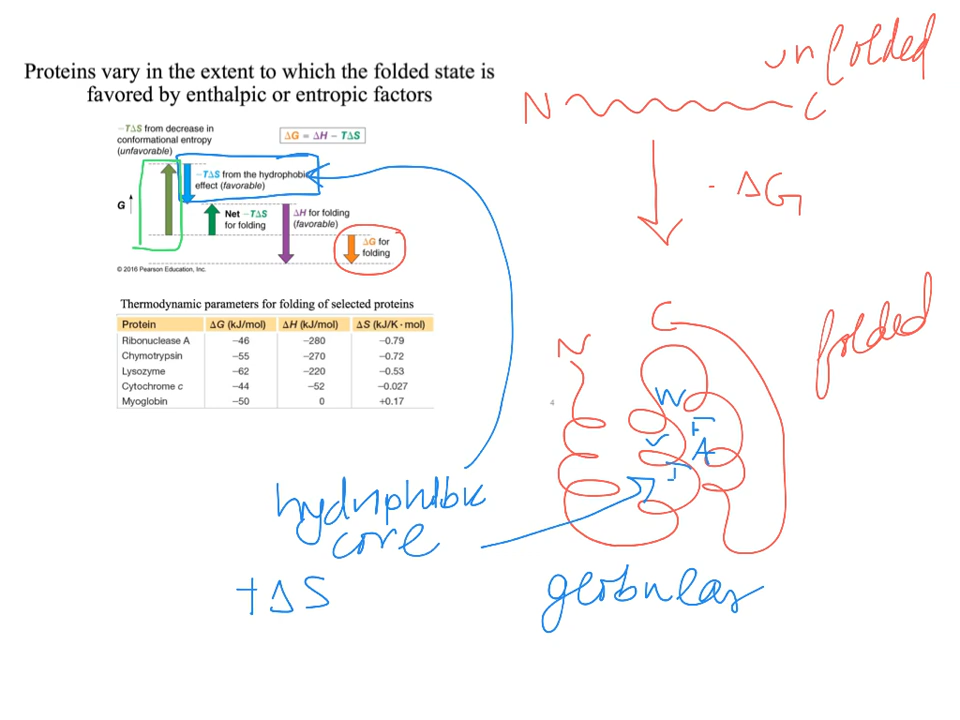 Proteins vary in the extent to which the folded state is
favored by enthalpic or entropic factors
−TΔS from decrease in
conformational entropy
(unfavorable)
ΔG = ΔH − TΔS
−TΔS from the hydrophobic
effect (favorable)
G
Net −TΔS
for folding
ΔH for folding
(favorable)
ΔG for
folding
© 2016 Pearson Education, Inc.
Thermodynamic parameters for folding of selected proteins
Protein ΔG (kJ/mol) ΔH (kJ/mol) ΔS (kJ/K · mol)
Ribonuclease A −46 −280 −0.79
Chymotrypsin −55 −270 −0.72
Lysozyme −62 −220 −0.53
Cytochrome c −44 −52 −0.027
Myoglobin −50 0 +0.17
unfolded
N C
- ΔG
folded
N C
4
W
F
V A
I
hydrophobic
core
+ΔS
globular